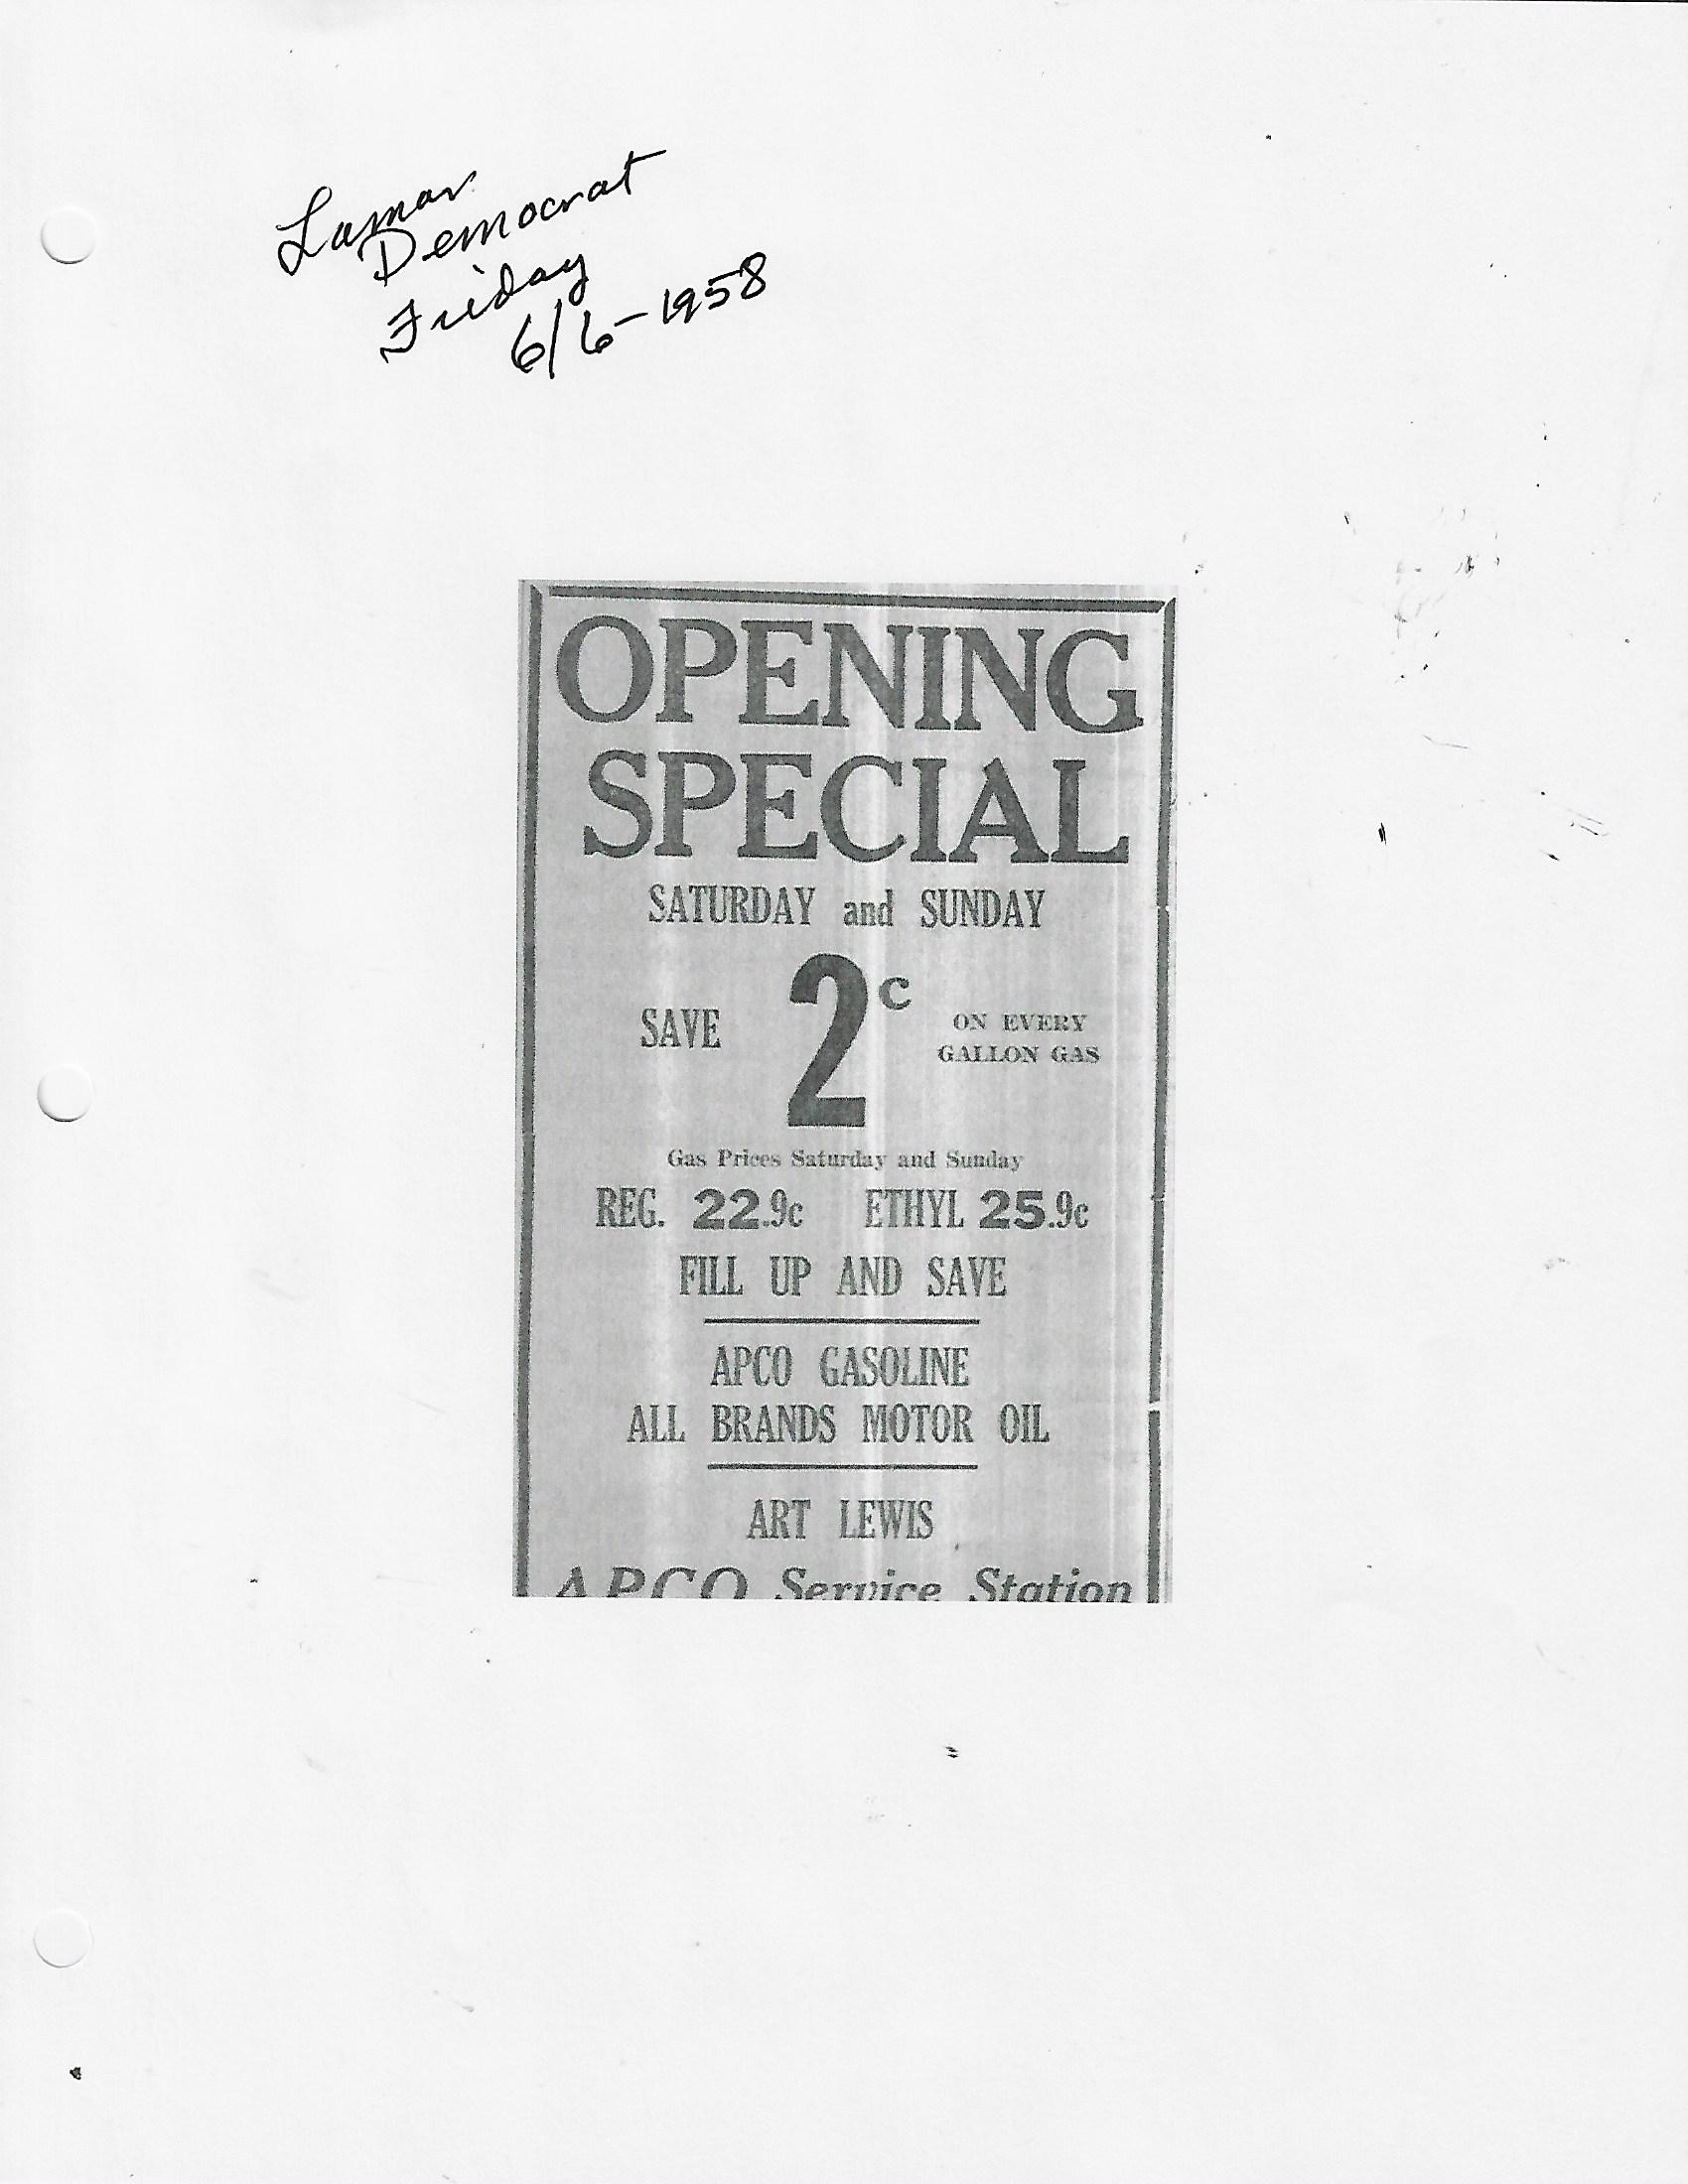 Lamar
Democrat
Friday
6/6-1958
OPENING
SPECIAL
SATURDAY and SUNDAY
SAVE 2c ON EVERY
GALLON GAS
Gas Prices Saturday and Sunday
REG. 22.9c ETHYL 25.9c
FILL UP AND SAVE
APCO GASOLINE
ALL BRANDS MOTOR OIL
ART LEWIS
APCO Service Station